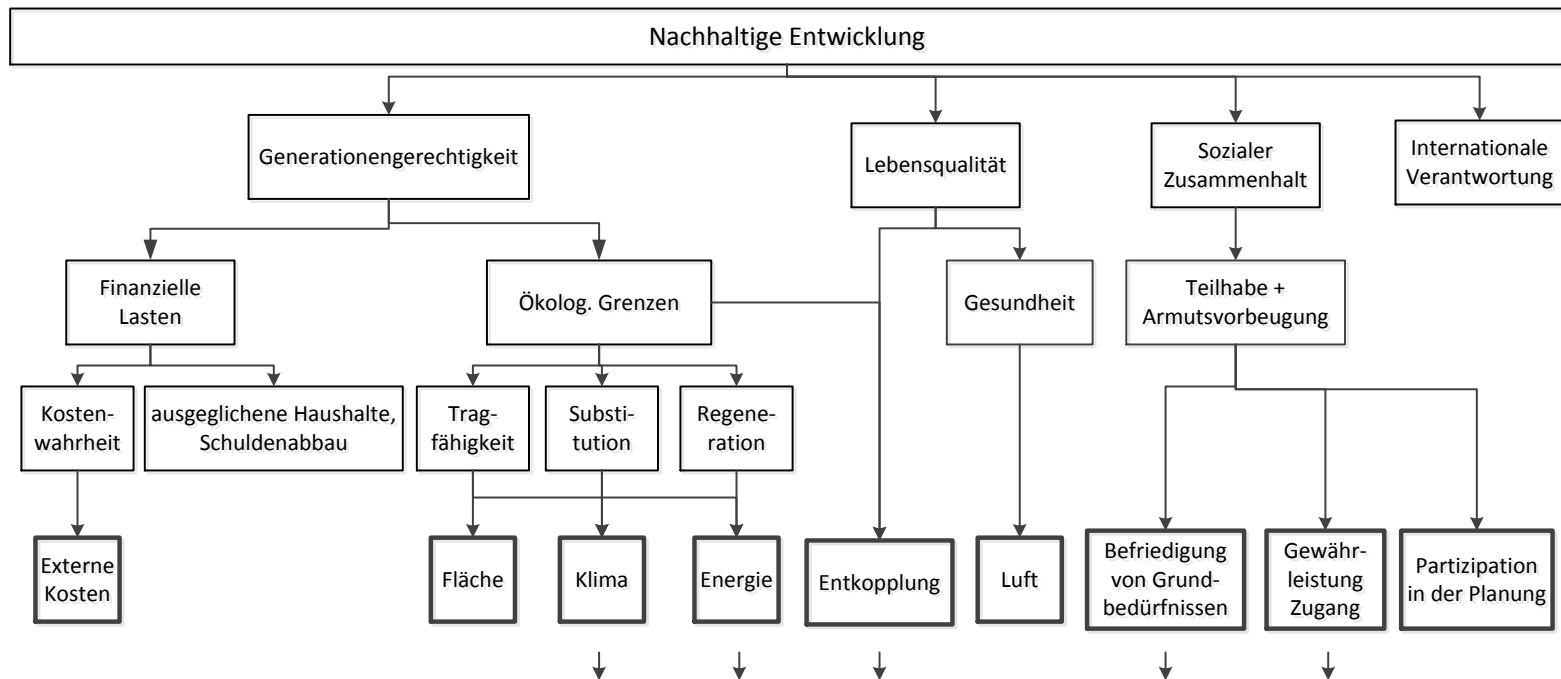 Nachhaltige Entwicklung
Generationengerechtigkeit
Lebensqualität
Sozialer
Zusammenhalt
Internationale
Verantwortung
Finanzielle
Lasten
Ökolog. Grenzen
Gesundheit
Teilhabe +
Armutsvorbeugung
Kosten-
wahrheit
ausgeglichene Haushalte,
Schuldenabbau
Trag-
fähigkeit
Substi-
tution
Regene-
ration
Externe
Kosten
Fläche
Klima
Energie
Entkopplung
Luft
Befriedigung
von Grund-
bedürfnissen
Gewähr-
leistung
Zugang
Partizipation
in der Planung